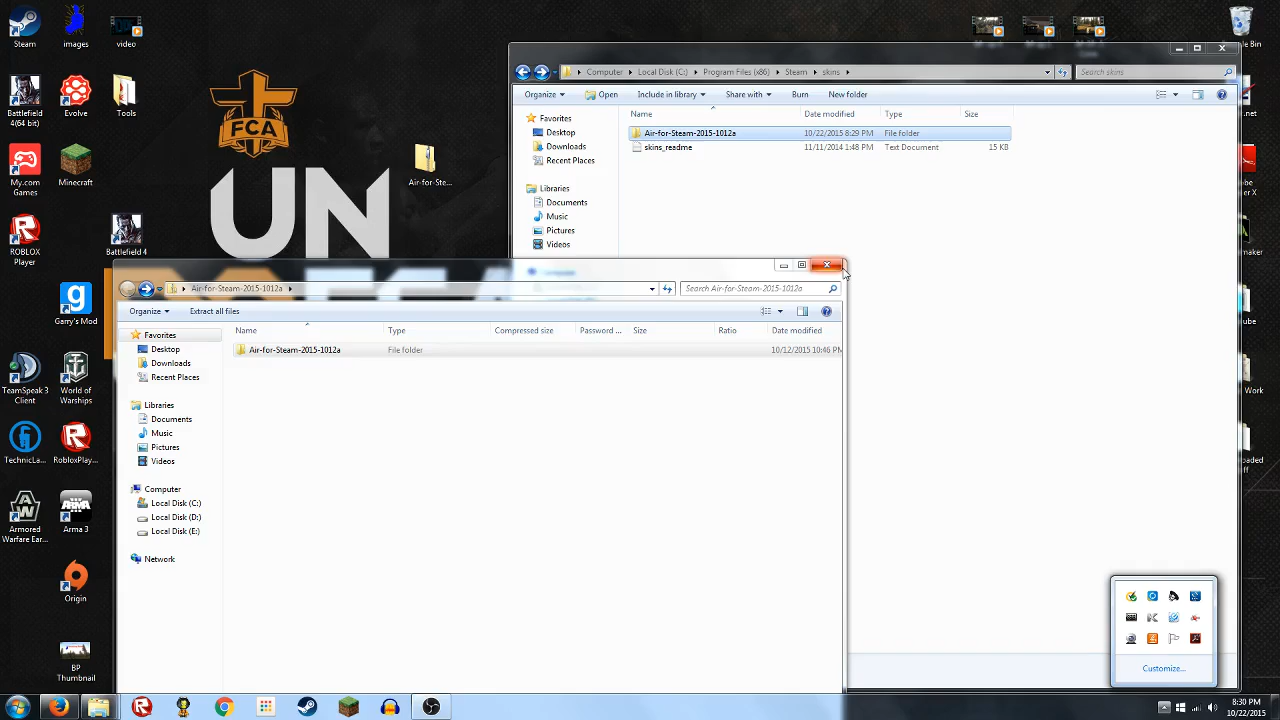 Steam
images
video
Battlefield
4(64 bit)
Evolve
Tools
My.com
Games
Minecraft
ROBLOX
Player
Battlefield 4
Garry's Mod
TeamSpeak 3
Client
World of
Warships
TechnicLa...
RobloxPlay...
Armored
Warfare Ear...
Arma 3
Origin
BP
Thumbnail
FCA
UN
Air-for-Ste...
Computer
Local Disk (C:)
Program Files (x86)
Steam
skins
Search skins
Organize
Open
Include in library
Share with
Burn
New folder
Name
Date modified
Type
Size
Favorites
Desktop
Downloads
Recent Places
Libraries
Documents
Music
Pictures
Videos
Air-for-Steam-2015-1012a
10/22/2015 8:29 PM
File folder
skins_readme
11/11/2014 1:48 PM
Text Document
15 KB
Air-for-Steam-2015-1012a
Search Air-for-Steam-2015-1012a
Organize
Extract all files
Name
Type
Compressed size
Password ...
Size
Ratio
Date modified
Air-for-Steam-2015-1012a
File folder
10/12/2015 10:46 PM
Favorites
Desktop
Downloads
Recent Places
Libraries
Documents
Music
Pictures
Videos
Computer
Local Disk (C:)
Local Disk (D:)
Local Disk (E:)
Network
Customize...
8:30 PM
10/22/2015